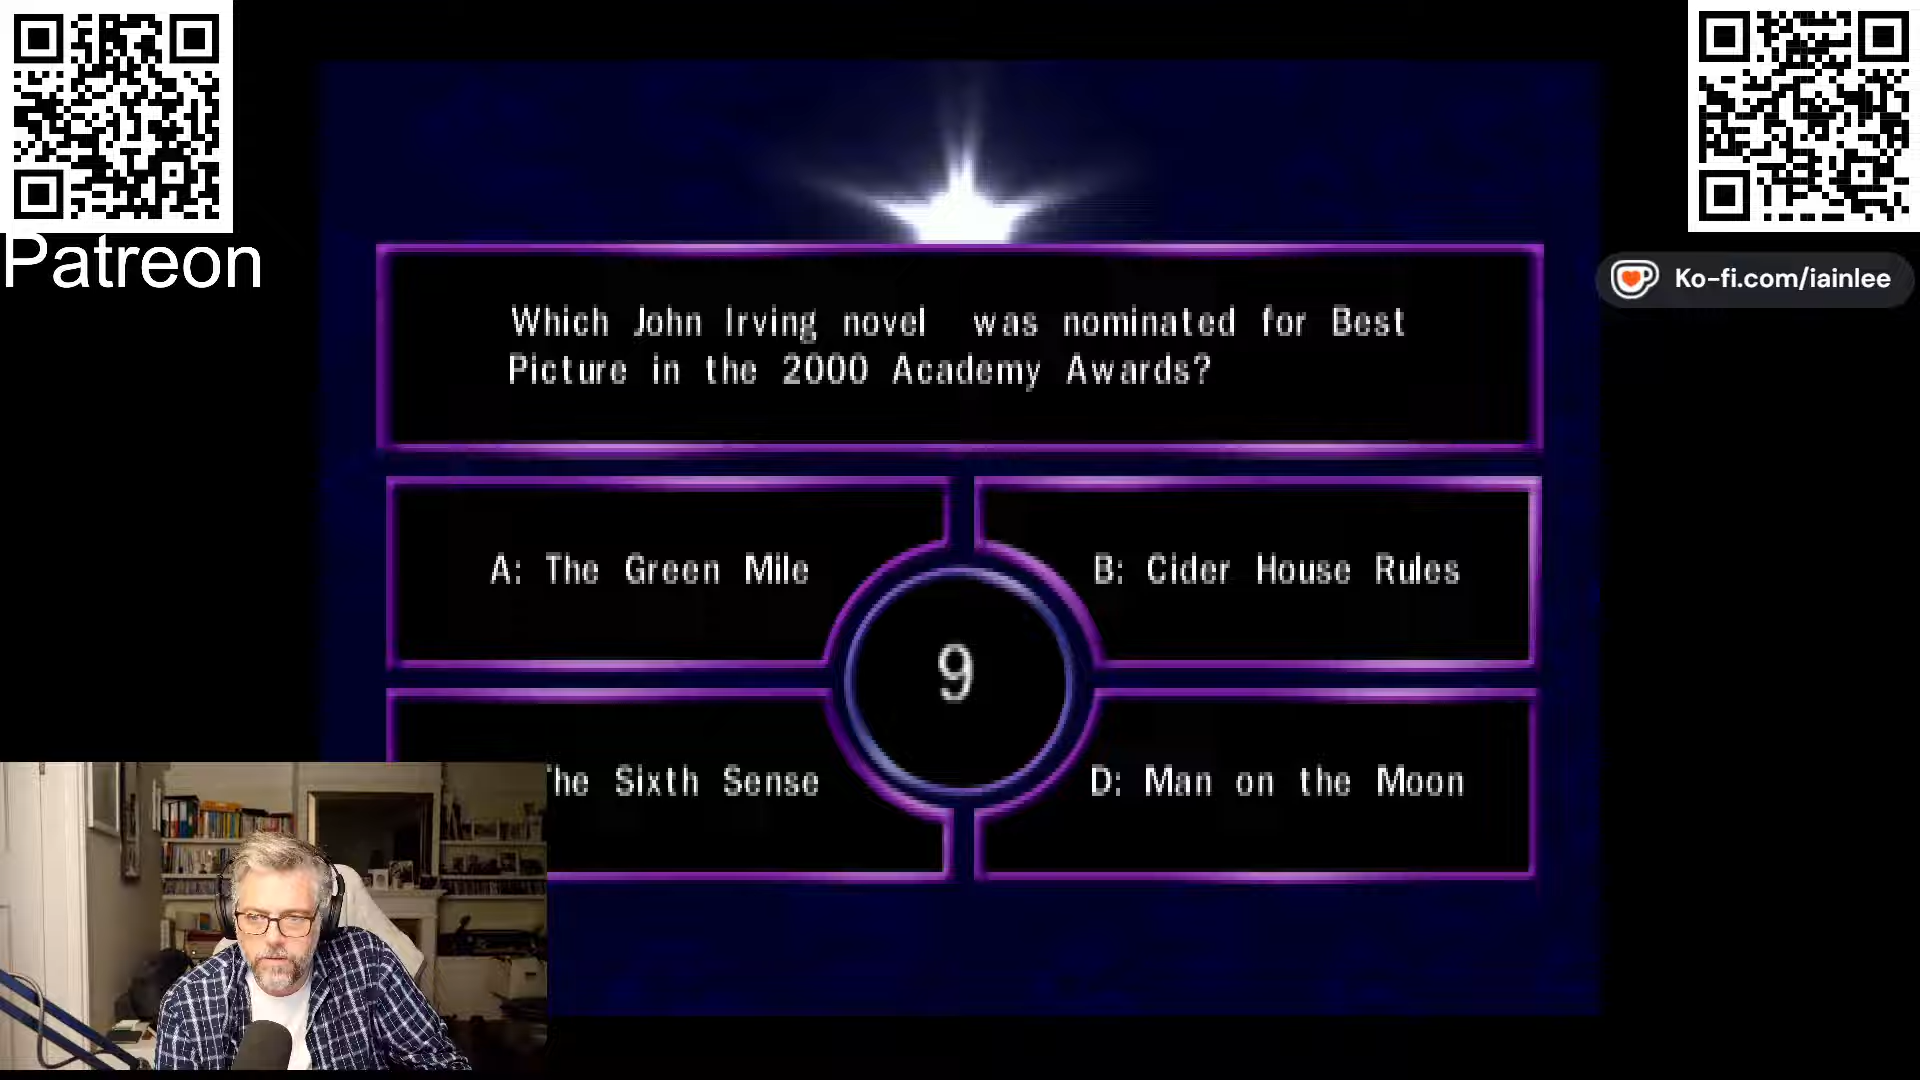 Patreon
Ko-fi.com/iainlee
Which John Irving novel was nominated for Best
Picture in the 2000 Academy Awards?
A: The Green Mile
B: Cider House Rules
9
The Sixth Sense
D: Man on the Moon